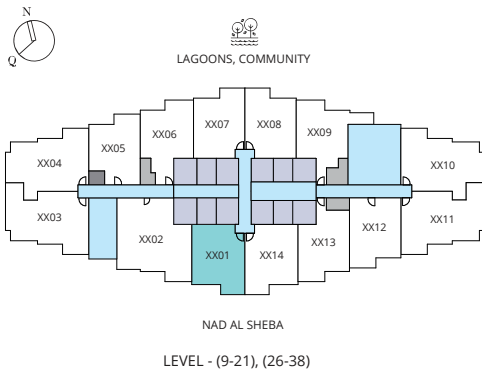 N
Q
LAGOONS, COMMUNITY
XX07 XX08
XX06 XX09
XX05
XX04 XX10
XX03 XX11
XX02 XX13 XX12
XX01 XX14
NAD AL SHEBA
LEVEL - (9-21), (26-38)